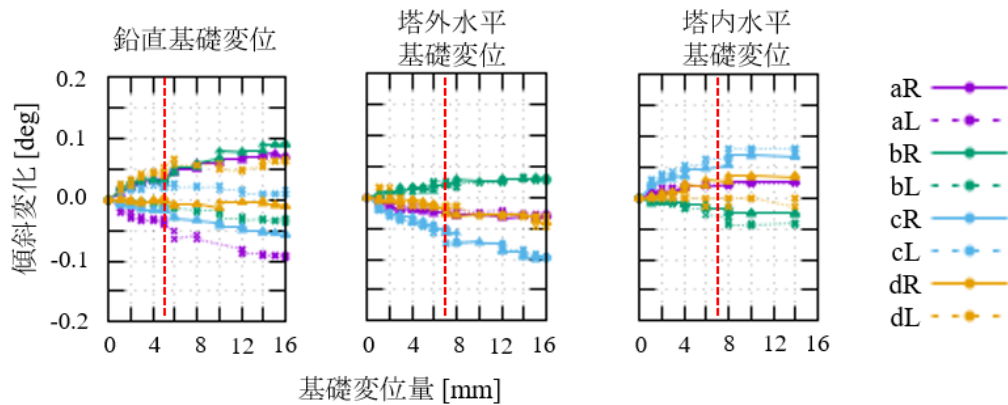 鉛直基礎変位
塔外水平
基礎変位
塔内水平
基礎変位
傾斜変化 [deg]
0.2
0.1
0.0
-0.1
-0.2
0 4 8 12 16
0 4 8 12 16
0 4 8 12 16
基礎変位量 [mm]
aR
aL
bR
bL
cR
cL
dR
dL